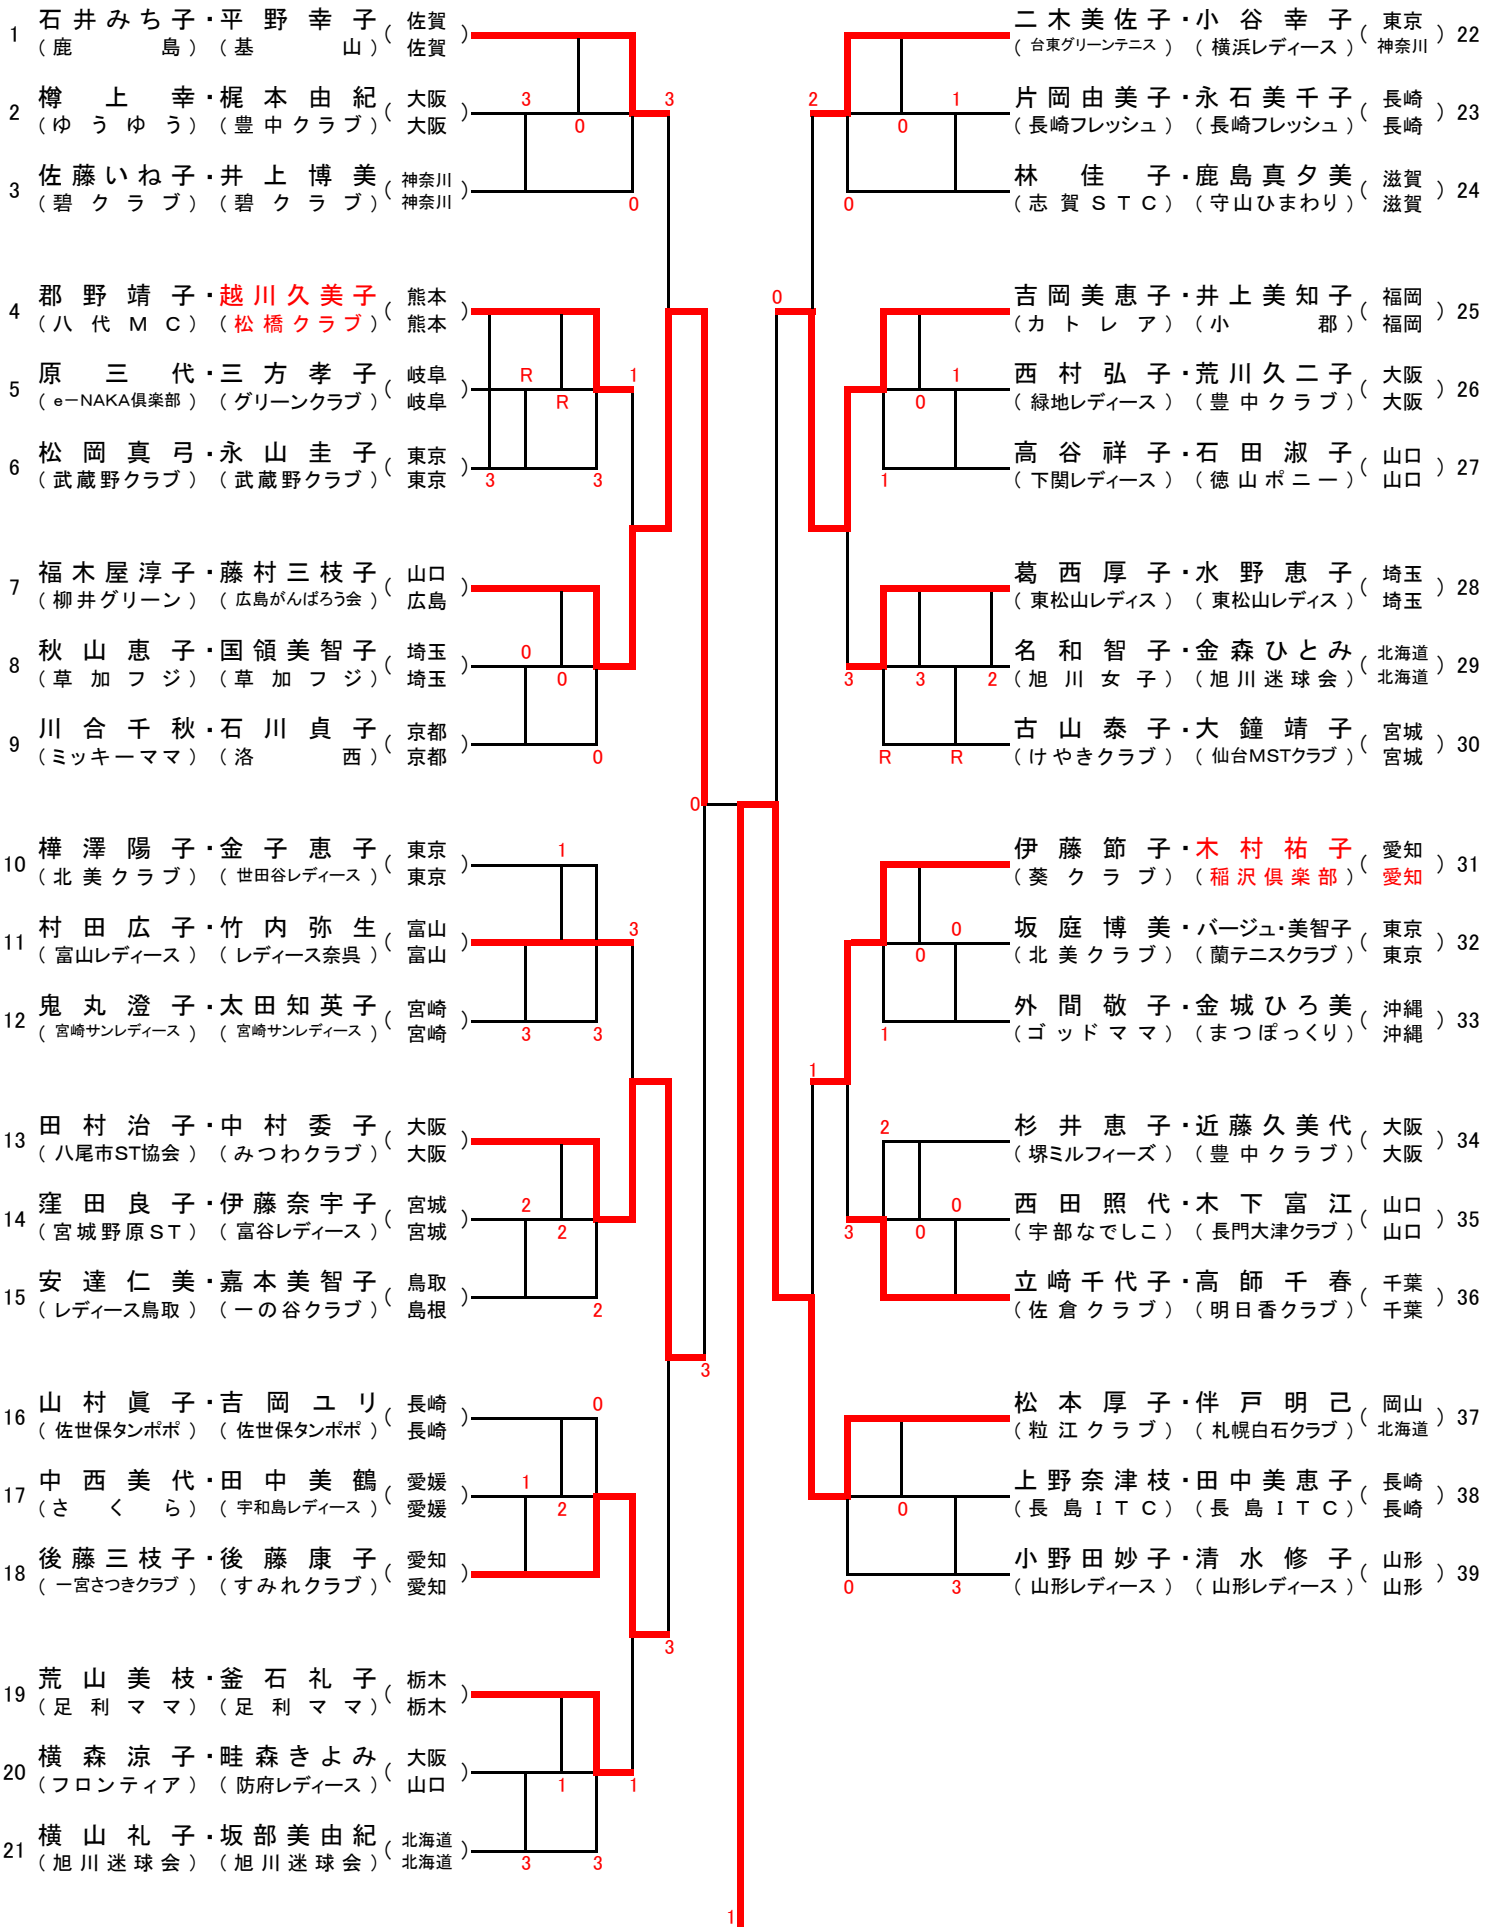 1 石井みち子・平野幸子 ( 佐賀 )
(鹿島) (基山) 佐賀
2 樽上幸・梶本由紀 ( 大阪 )
(ゆうゆう) (豊中クラブ) 大阪
3 佐藤いね子・井上博美 ( 神奈川 )
(碧クラブ) (碧クラブ) 神奈川
3 0 3 0
4 郡野靖子・越川久美子 ( 熊本 )
(八代MC) (松橋クラブ) 熊本
5 原三代・三方孝子 ( 岐阜 )
(e-NAKA倶楽部) (グリーンクラブ) 岐阜
6 松岡真弓・永山圭子 ( 東京 )
(武蔵野クラブ) (武蔵野クラブ) 東京
R R 1 3 3
7 福木屋淳子・藤村三枝子 ( 山口 )
(柳井グリーン) (広島がんばろう会) 広島
8 秋山恵子・国領美智子 ( 埼玉 )
(草加フジ) (草加フジ) 埼玉
9 川合千秋・石川貞子 ( 京都 )
(ミッキーママ) (洛西) 京都
0 0 0
0
10 樺澤陽子・金子恵子 ( 東京 )
(北美クラブ) (世田谷レディース) 東京
11 村田広子・竹内弥生 ( 富山 )
(富山レディース) (レディース奈呉) 富山
12 鬼丸澄子・太田知英子 ( 宮崎 )
(宮崎サンレディース) (宮崎サンレディース) 宮崎
1 3 3 3
13 田村治子・中村委子 ( 大阪 )
(八尾市ST協会) (みつわクラブ) 大阪
14 窪田良子・伊藤奈宇子 ( 宮城 )
(宮城野原ST) (富谷レディース) 宮城
15 安達仁美・嘉本美智子 ( 鳥取 )
(レディース鳥取) (一の谷クラブ) 島根
2 2 2
3
16 山村眞子・吉岡ユリ ( 長崎 )
(佐世保タンポポ) (佐世保タンポポ) 長崎
17 中西美代・田中美鶴 ( 愛媛 )
(さくら) (宇和島レディース) 愛媛
18 後藤三枝子・後藤康子 ( 愛知 )
(一宮さつきクラブ) (すみれクラブ) 愛知
0 1 2
3
19 荒山美枝・釜石礼子 ( 栃木 )
(足利ママ) (足利ママ) 栃木
20 横森涼子・畦森きよみ ( 大阪 )
(フロンティア) (防府レディース) 山口
21 横山礼子・坂部美由紀 ( 北海道 )
(旭川迷球会) (旭川迷球会) 北海道
1 1 3 3
1
二木美佐子・小谷幸子 ( 東京 ) 22
(台東グリーンテニス) (横浜レディース) 神奈川
片岡由美子・永石美千子 ( 長崎 ) 23
(長崎フレッシュ) (長崎フレッシュ) 長崎
林佳子・鹿島真夕美 ( 滋賀 ) 24
(志賀STC) (守山ひまわり) 滋賀
2 1 0 0
0
吉岡美恵子・井上美知子 ( 福岡 ) 25
(カトレア) (小郡) 福岡
西村弘子・荒川久二子 ( 大阪 ) 26
(緑地レディース) (豊中クラブ) 大阪
高谷祥子・石田淑子 ( 山口 ) 27
(下関レディース) (徳山ポニー) 山口
1 0 1
葛西厚子・水野恵子 ( 埼玉 ) 28
(東松山レディス) (東松山レディス) 埼玉
名和智子・金森ひとみ ( 北海道 ) 29
(旭川女子) (旭川迷球会) 北海道
古山泰子・大鐘靖子 ( 宮城 ) 30
(けやきクラブ) (仙台MSTクラブ) 宮城
3 3 2 R R
伊藤節子・木村祐子 ( 愛知 ) 31
(葵クラブ) (稲沢倶楽部) 愛知
坂庭博美・バージュ・美智子 ( 東京 ) 32
(北美クラブ) (蘭テニスクラブ) 東京
外間敬子・金城ひろ美 ( 沖縄 ) 33
(ゴッドママ) (まつぼっくり) 沖縄
0 0 1
1
杉井恵子・近藤久美代 ( 大阪 ) 34
(堺ミルフィーズ) (豊中クラブ) 大阪
西田照代・木下富江 ( 山口 ) 35
(宇部なでしこ) (長門大津クラブ) 山口
立﨑千代子・高師千春 ( 千葉 ) 36
(佐倉クラブ) (明日香クラブ) 千葉
2 0 3 0
松本厚子・伴戸明己 ( 岡山 ) 37
(粒江クラブ) (札幌白石クラブ) 北海道
上野奈津枝・田中美恵子 ( 長崎 ) 38
(長島ITC) (長島ITC) 長崎
小野田妙子・清水修子 ( 山形 ) 39
(山形レディース) (山形レディース) 山形
0 0 3